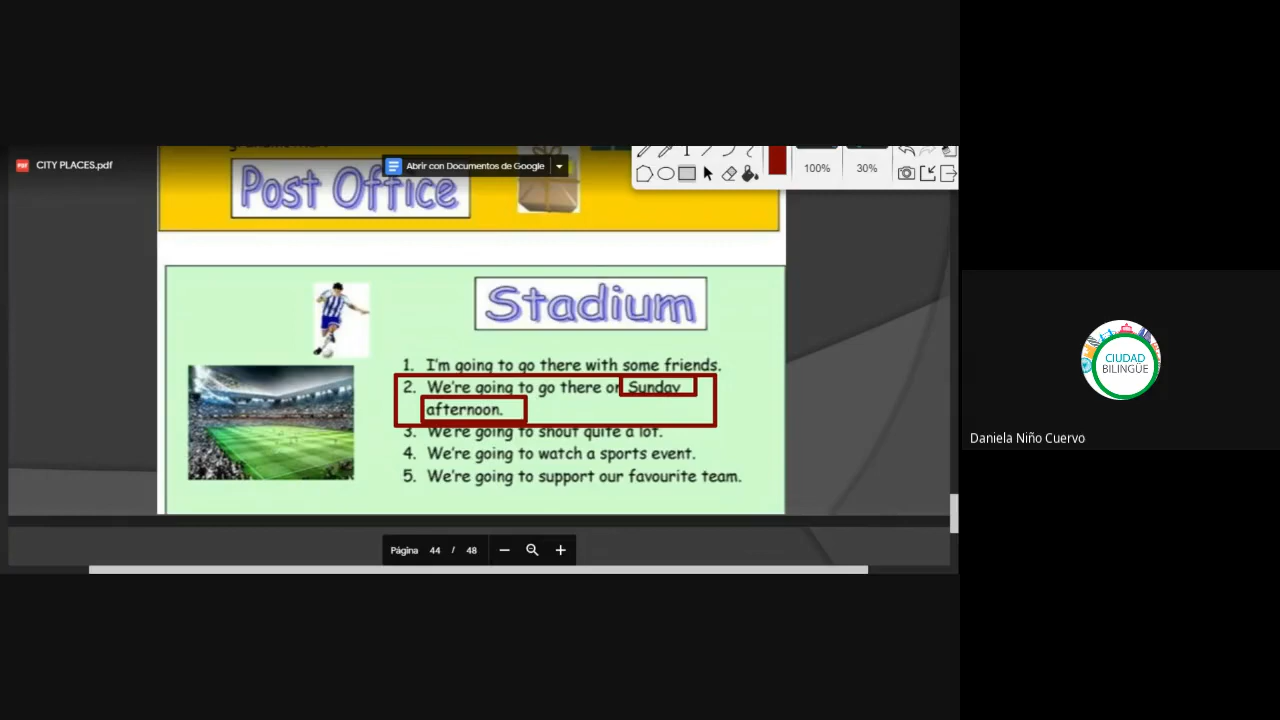 CITY PLACES.pdf
Abrir con Documentos de Google
100%
30%
Post Office
Stadium
1. I'm going to go there with some friends.
2. We're going to go there on Sunday
afternoon.
3. We're going to shout quite a lot.
4. We're going to watch a sports event.
5. We're going to support our favourite team.
Página 44 / 48
CIUDAD
BILINGÜE
Daniela Niño Cuervo